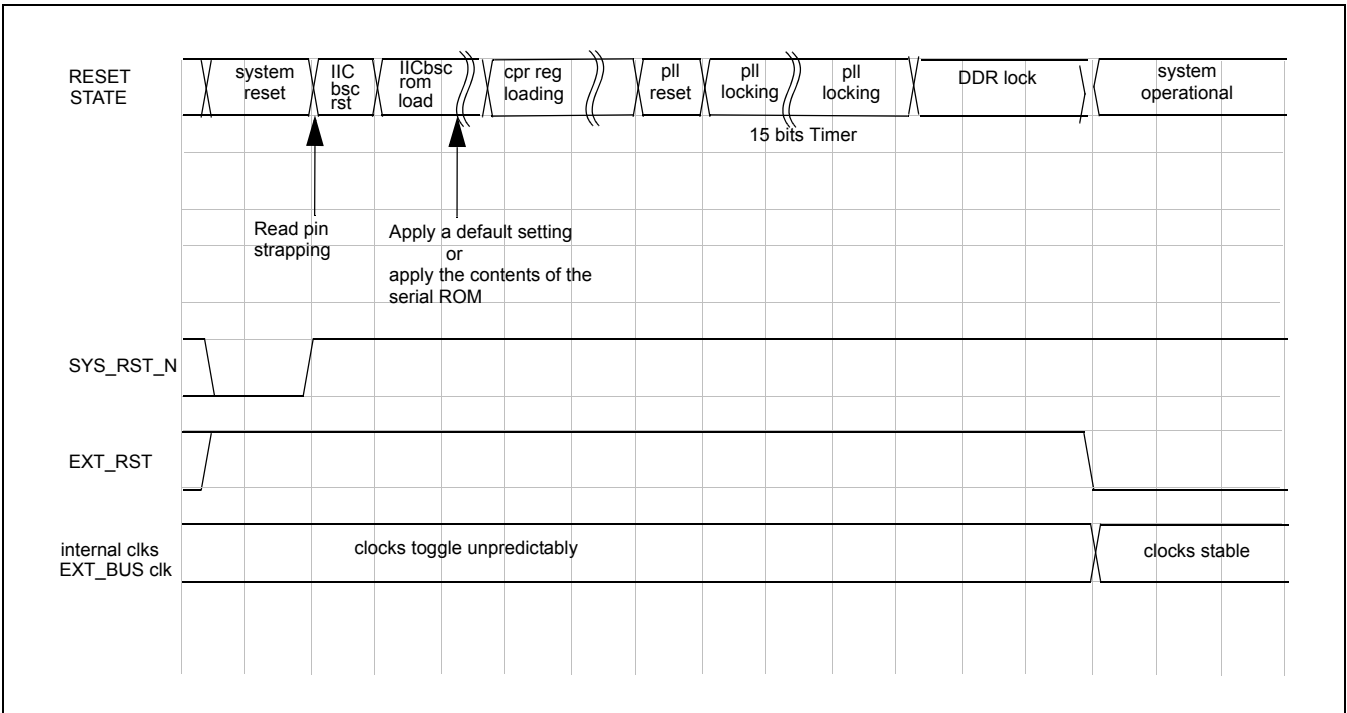 RESET
STATE
system
reset
IIC
bsc
rst
IICbsc
rom
load
cpr reg
loading
pll
reset
pll
locking
pll
locking
DDR lock
system
operational
15 bits Timer
Read pin
strapping
Apply a default setting
or
apply the contents of the
serial ROM
SYS_RST_N
EXT_RST
internal clks
EXT_BUS clk
clocks toggle unpredictably
clocks stable